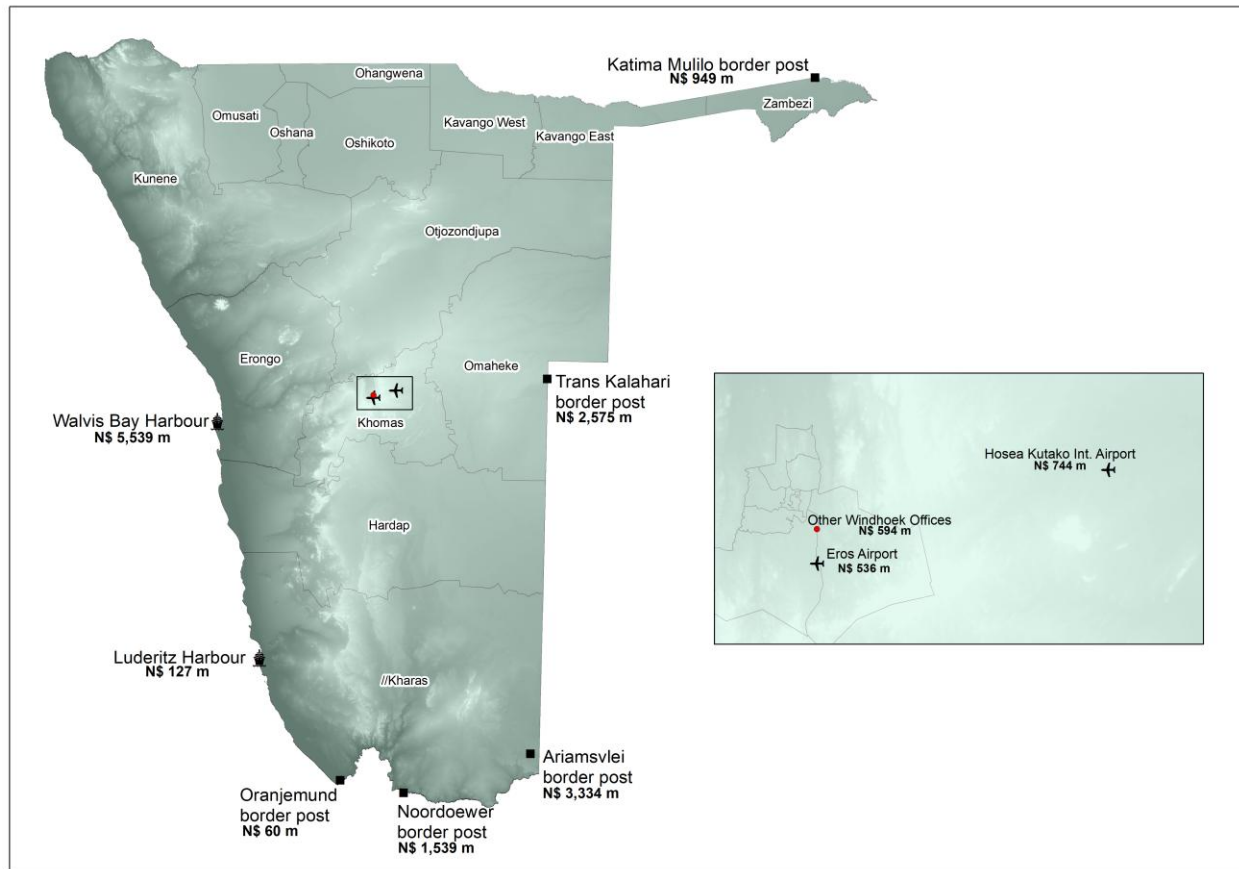 Katima Mulilo border post
N$ 949 m
Ohangwena
Zambezi
Omusati
Oshana
Oshikoto
Kavango West
Kavango East
Kunene
Otjozondjupa
Erongo
Omaheke
Trans Kalahari
border post
N$ 2,575 m
Walvis Bay Harbour
N$ 5,539 m
Khomas
Hosea Kutako Int. Airport
N$ 744 m
Other Windhoek Offices
N$ 594 m
Eros Airport
N$ 536 m
Hardap
Luderitz Harbour
N$ 127 m
//Kharas
Ariamsvlei
border post
N$ 3,334 m
Oranjemund
border post
N$ 60 m
Noordoewer
border post
N$ 1,539 m